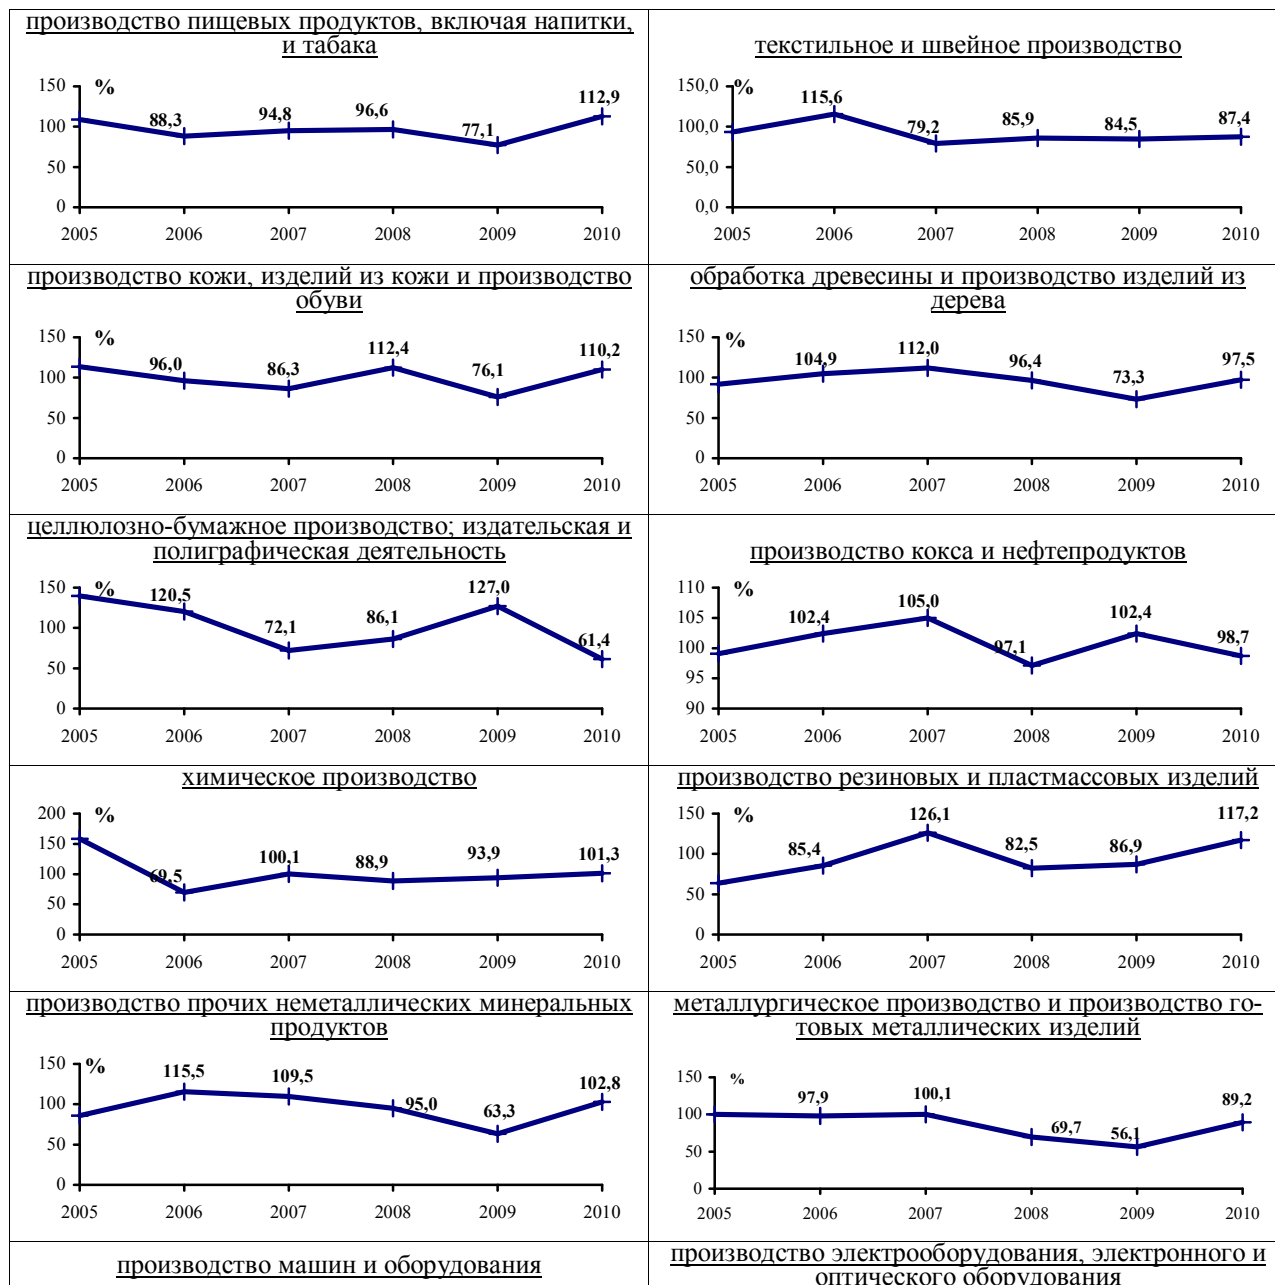 производство пищевых продуктов, включая напитки,
и табака
150 %
100
50
0
88,3 94,8 96,6 77,1 112,9
2005 2006 2007 2008 2009 2010
текстильное и швейное производство
150,0 %
100,0
50,0
0,0
115,6 79,2 85,9 84,5 87,4
2005 2006 2007 2008 2009 2010
производство кожи, изделий из кожи и производство
обуви
150 %
100
50
0
96,0 86,3 112,4 76,1 110,2
2005 2006 2007 2008 2009 2010
обработка древесины и производство изделий из
дерева
150 %
100
50
0
104,9 112,0 96,4 73,3 97,5
2005 2006 2007 2008 2009 2010
целлюлозно-бумажное производство; издательская и
полиграфическая деятельность
150 %
100
50
0
120,5 72,1 86,1 127,0 61,4
2005 2006 2007 2008 2009 2010
производство кокса и нефтепродуктов
110 %
105
100
95
90
102,4 105,0 97,1 102,4 98,7
2005 2006 2007 2008 2009 2010
химическое производство
200 %
150
100
50
0
69,5 100,1 88,9 93,9 101,3
2005 2006 2007 2008 2009 2010
производство резиновых и пластмассовых изделий
150 %
100
50
0
85,4 126,1 82,5 86,9 117,2
2005 2006 2007 2008 2009 2010
производство прочих неметаллических минеральных
продуктов
150 %
100
50
0
115,5 109,5 95,0 63,3 102,8
2005 2006 2007 2008 2009 2010
металлургическое производство и производство го-
товых металлических изделий
150 %
100
50
0
97,9 100,1 69,7 56,1 89,2
2005 2006 2007 2008 2009 2010
производство машин и оборудования
производство электрооборудования, электронного и
оптического оборудования